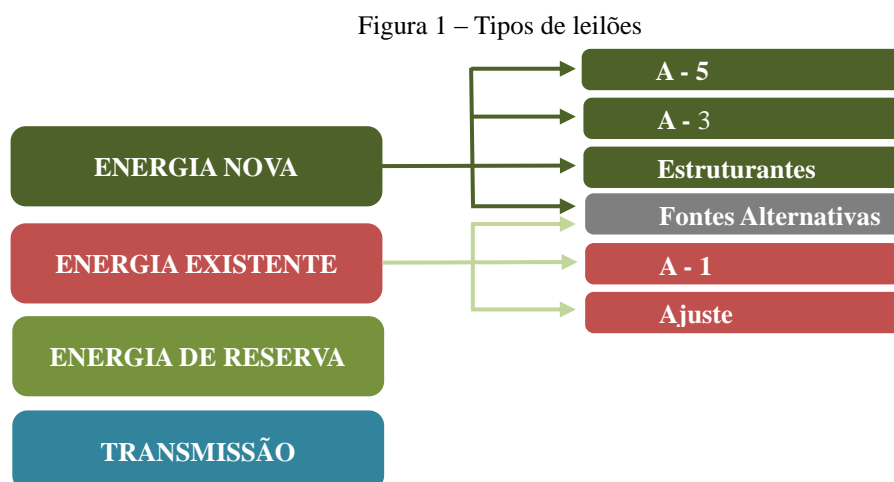 Figura 1 – Tipos de leilões
A - 5
A - 3
ENERGIA NOVA
Estruturantes
Fontes Alternativas
ENERGIA EXISTENTE
A - 1
Ajuste
ENERGIA DE RESERVA
TRANSMISSÃO